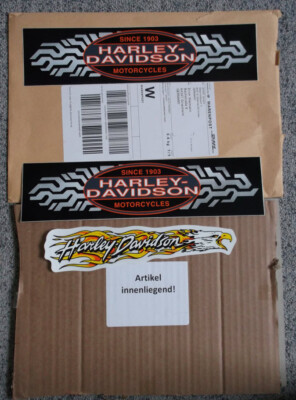 SINCE 1903
HARLEY-
DAVIDSON
MOTORCYCLES
W
SINCE 1903
HARLEY-
DAVIDSON
MOTORCYCLES
Harley-Davidson
Artikel
innenliegend!